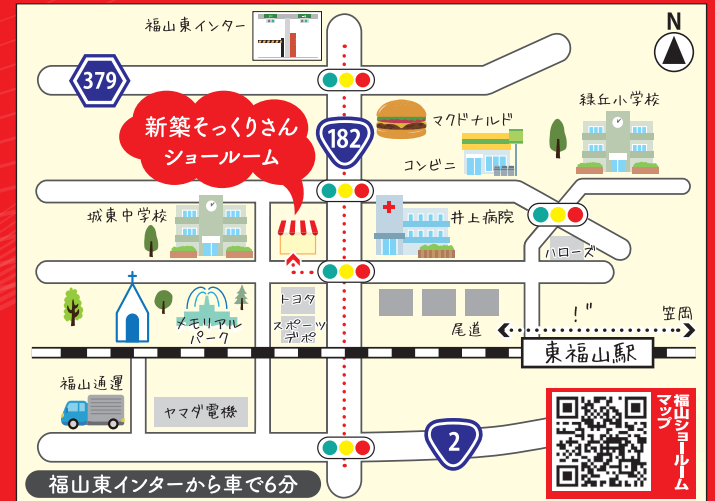 福山東インター
N
379
新築そっくりさん
ショールーム
182
マクドナルド
コンビニ
緑丘小学校
城東中学校
井上病院
ハローズ
トヨタ
スポーツ
デポ
メモリアル
パーク
尾道
笠岡
東福山駅
福山通運
ヤマダ電機
2
福山ショールーム
マップ
福山東インターから車で6分